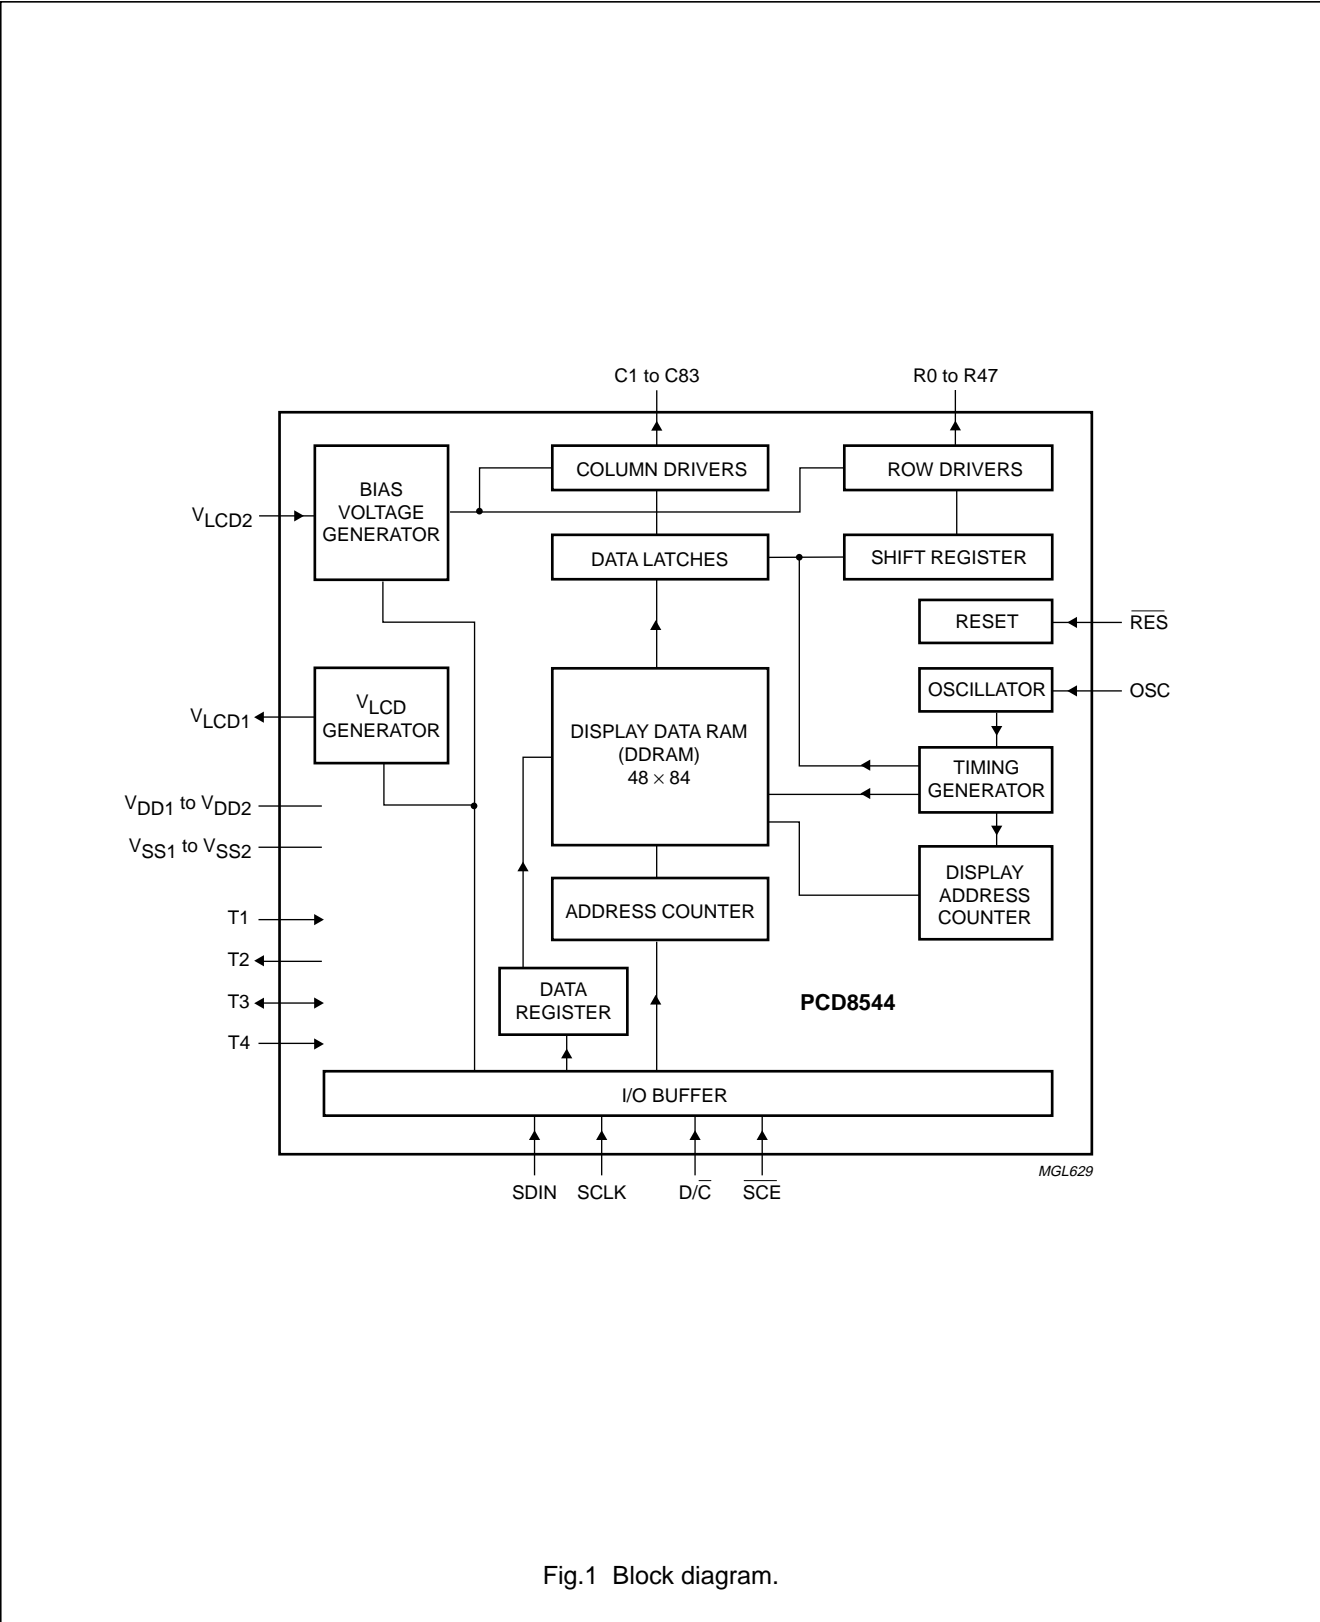 C1 to C83
R0 to R47
COLUMN DRIVERS
ROW DRIVERS
BIAS
VOLTAGE
GENERATOR
VLCD2
DATA LATCHES
SHIFT REGISTER
RESET
R̅E̅S̅
OSCILLATOR
OSC
VLCD
GENERATOR
VLCD1
DISPLAY DATA RAM
(DDRAM)
48 × 84
TIMING
GENERATOR
VDD1 to VDD2
VSS1 to VSS2
DISPLAY
ADDRESS
COUNTER
ADDRESS COUNTER
T1
T2
T3
T4
DATA
REGISTER
PCD8544
I/O BUFFER
MGL629
SDIN
SCLK
D/C̅
S̅C̅E̅
Fig.1 Block diagram.